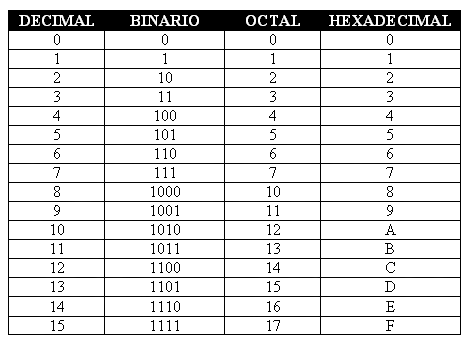 DECIMAL BINARIO OCTAL HEXADECIMAL
0 0 0 0
1 1 1 1
2 10 2 2
3 11 3 3
4 100 4 4
5 101 5 5
6 110 6 6
7 111 7 7
8 1000 10 8
9 1001 11 9
10 1010 12 A
11 1011 13 B
12 1100 14 C
13 1101 15 D
14 1110 16 E
15 1111 17 F